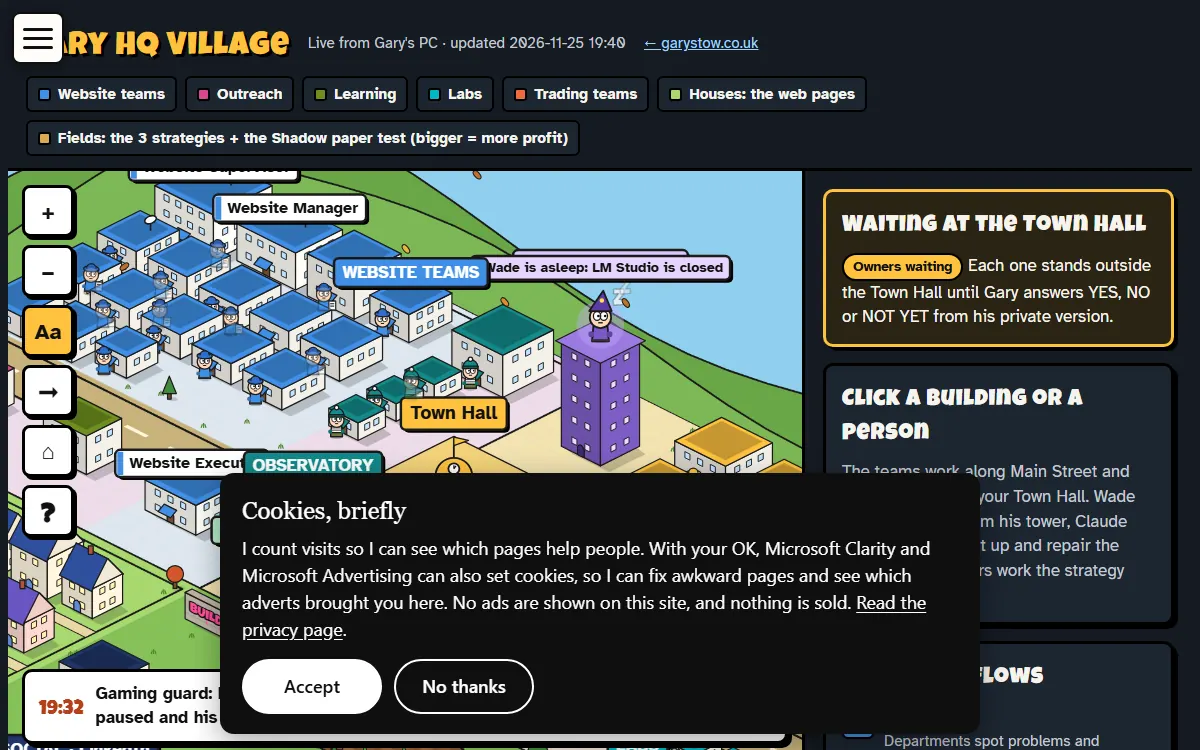 ARY HQ VILLAGE
Live from Gary's PC · updated 2026-11-25 19:40
← garystow.co.uk
Website teams
Outreach
Learning
Labs
Trading teams
Houses: the web pages
Fields: the 3 strategies + the Shadow paper test (bigger = more profit)
+
−
Aa
→
⌂
?
Website Supervisor
Website Manager
WEBSITE TEAMS
Wade is asleep: LM Studio is closed
Town Hall
Website Execut
OBSERVATORY
19:32
Gaming guard:
paused and his
WAITING AT THE TOWN HALL
Owners waiting Each one stands outside
the Town Hall until Gary answers YES, NO
or NOT YET from his private version.
CLICK A BUILDING OR A
PERSON
The teams work along Main Street and
your Town Hall. Wade
m his tower, Claude
t up and repair the
rs work the strategy
FLOWS
Departments spot problems and
Cookies, briefly
I count visits so I can see which pages help people. With your OK, Microsoft Clarity and
Microsoft Advertising can also set cookies, so I can fix awkward pages and see which
adverts brought you here. No ads are shown on this site, and nothing is sold. Read the
privacy page.
Accept
No thanks